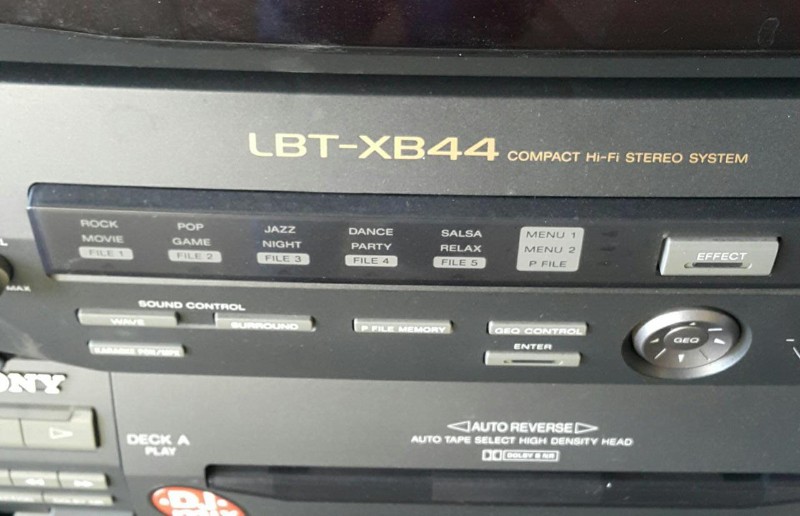 LBT-XB44 COMPACT Hi-Fi STEREO SYSTEM
ROCK POP JAZZ DANCE SALSA MENU 1
MOVIE GAME NIGHT PARTY RELAX MENU 2
FILE 1 FILE 2 FILE 3 FILE 4 FILE 5 P FILE
EFFECT
MAX
SOUND CONTROL
WAVE SURROUND P FILE MEMORY GEQ CONTROL
GEQ
ENTER
ONY
DECK A
PLAY
AUTO REVERSE
AUTO TAPE SELECT HIGH DENSITY HEAD
DOLBY B NR
DJ